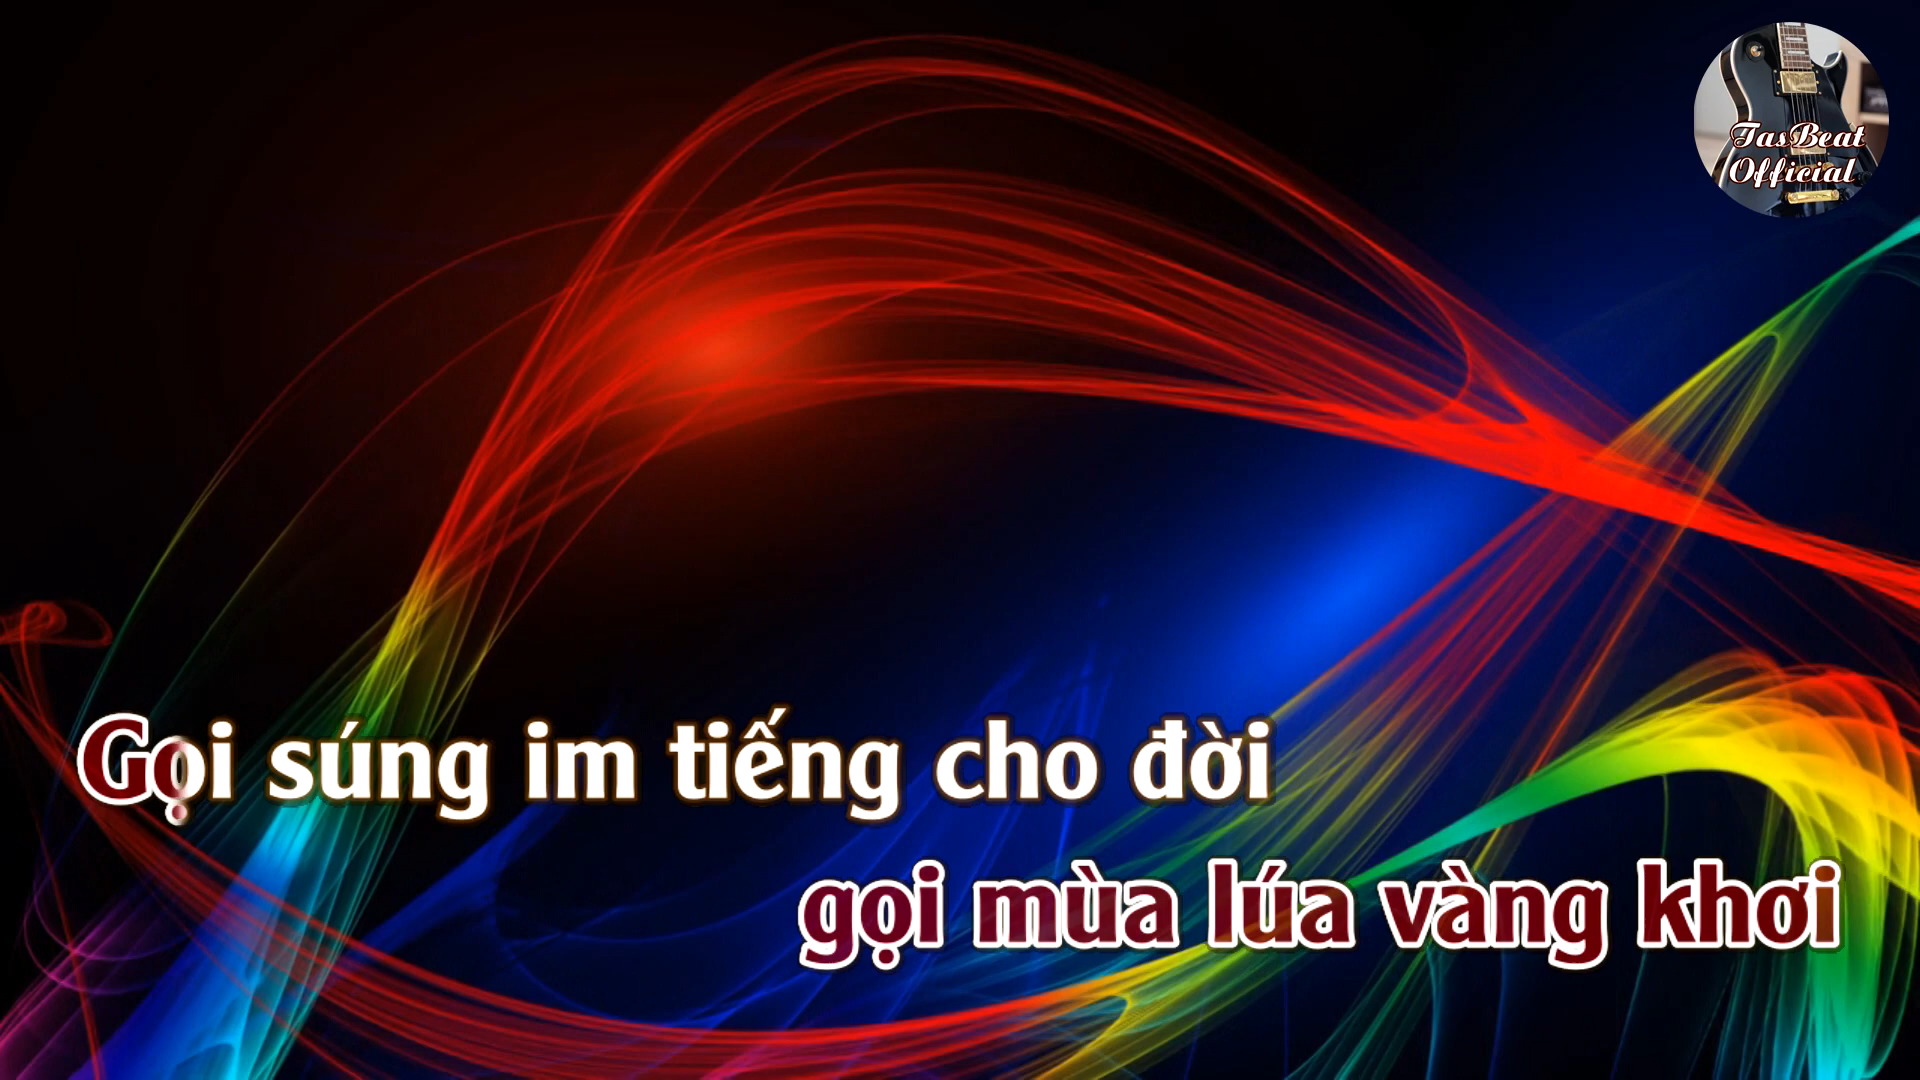 TasBeat
Official
Gọi súng im tiếng cho đời
gọi mùa lúa vàng khơi